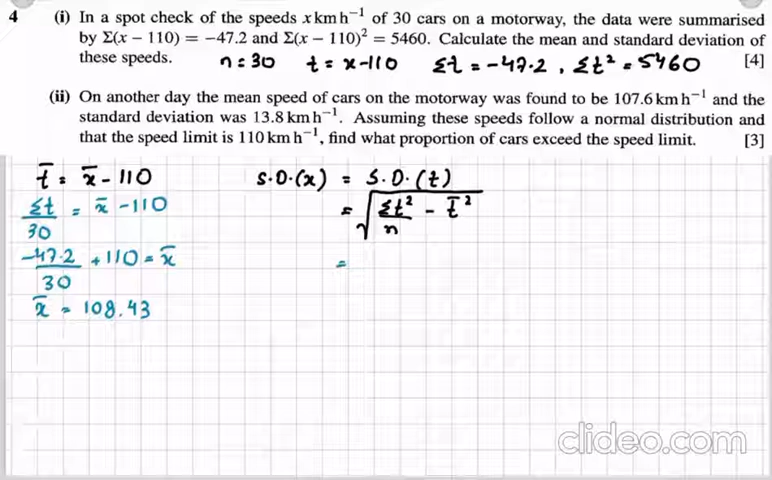 4 (i) In a spot check of the speeds x km h⁻¹ of 30 cars on a motorway, the data were summarised
by Σ(x − 110) = −47.2 and Σ(x − 110)² = 5460. Calculate the mean and standard deviation of
these speeds. [4]
n = 30 t = x-110 Σt = -47.2 , Σt² = 5460
(ii) On another day the mean speed of cars on the motorway was found to be 107.6 km h⁻¹ and the
standard deviation was 13.8 km h⁻¹. Assuming these speeds follow a normal distribution and
that the speed limit is 110 km h⁻¹, find what proportion of cars exceed the speed limit. [3]
t̄ = x̄ - 110
Σt/30 = x̄ - 110
-47.2/30 + 110 = x̄
x̄ = 108.43
S.D.(x) = S.D.(t)
= √(Σt²/n - t̄²)
=
clideo.com